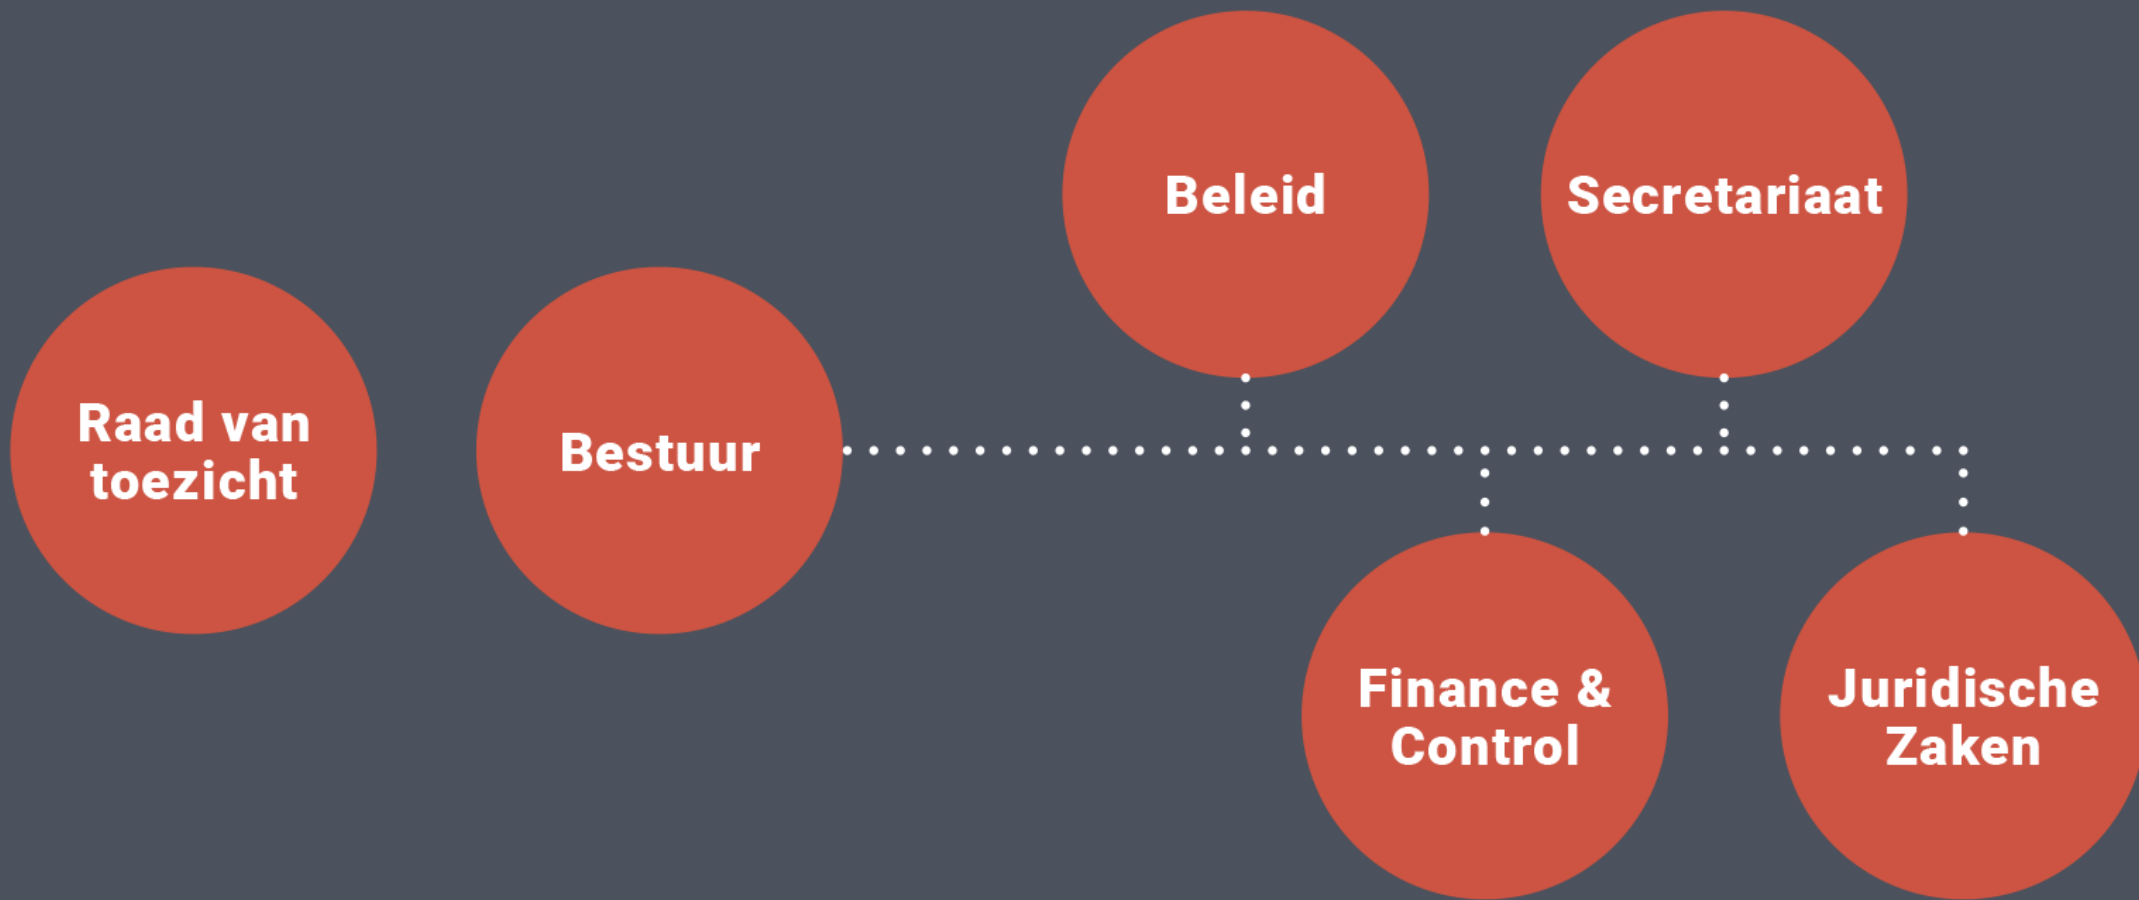 Raad van
toezicht
Bestuur
Beleid
Secretariaat
Finance &
Control
Juridische
Zaken